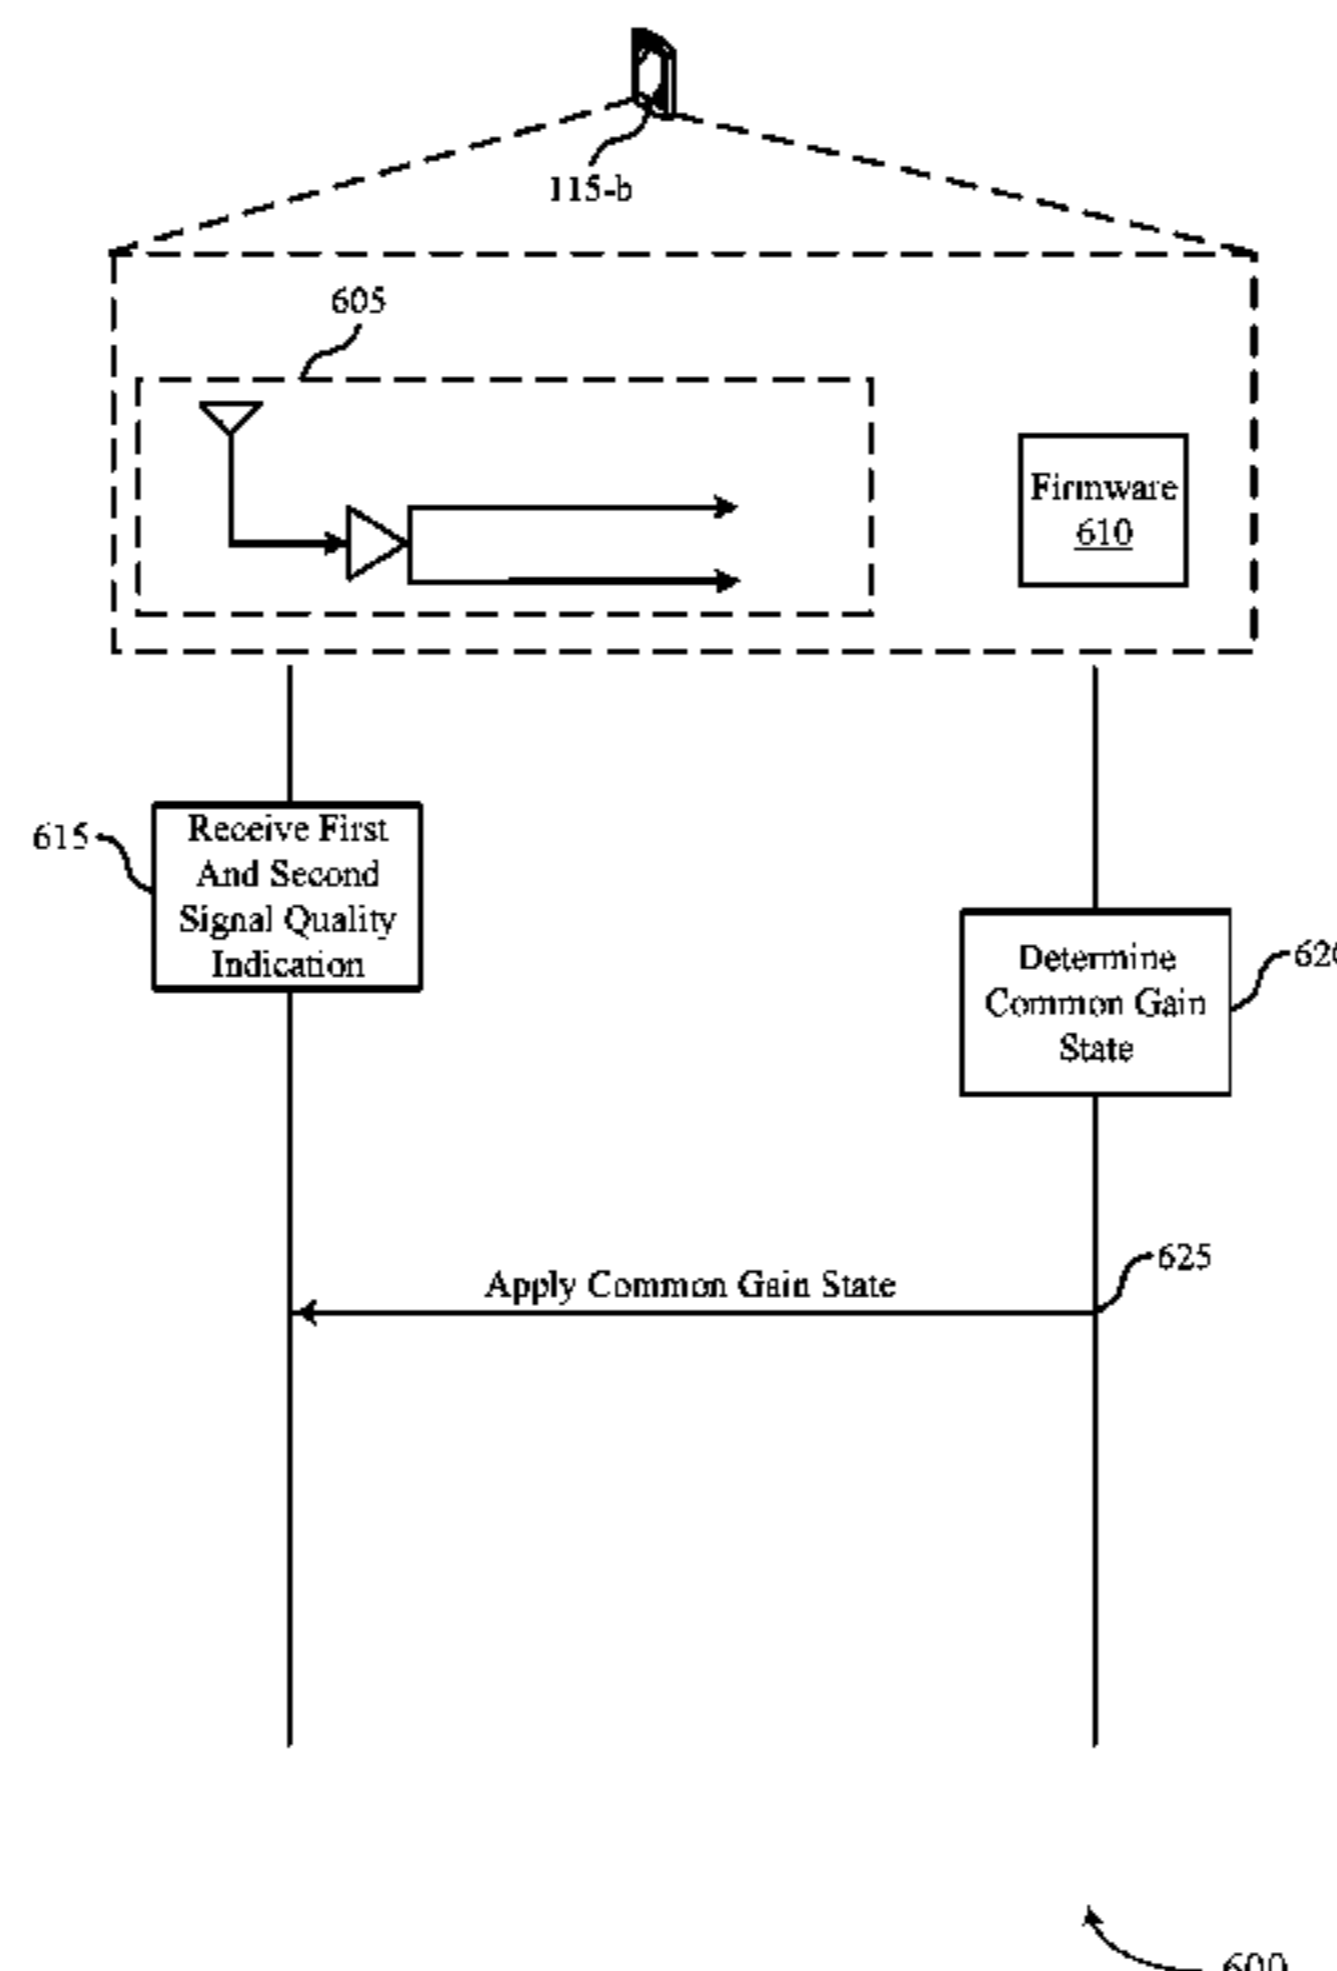 115-b
605
Firmware
610
615
Receive First
And Second
Signal Quality
Indication
Determine
Common Gain
State
620
625
Apply Common Gain State
600